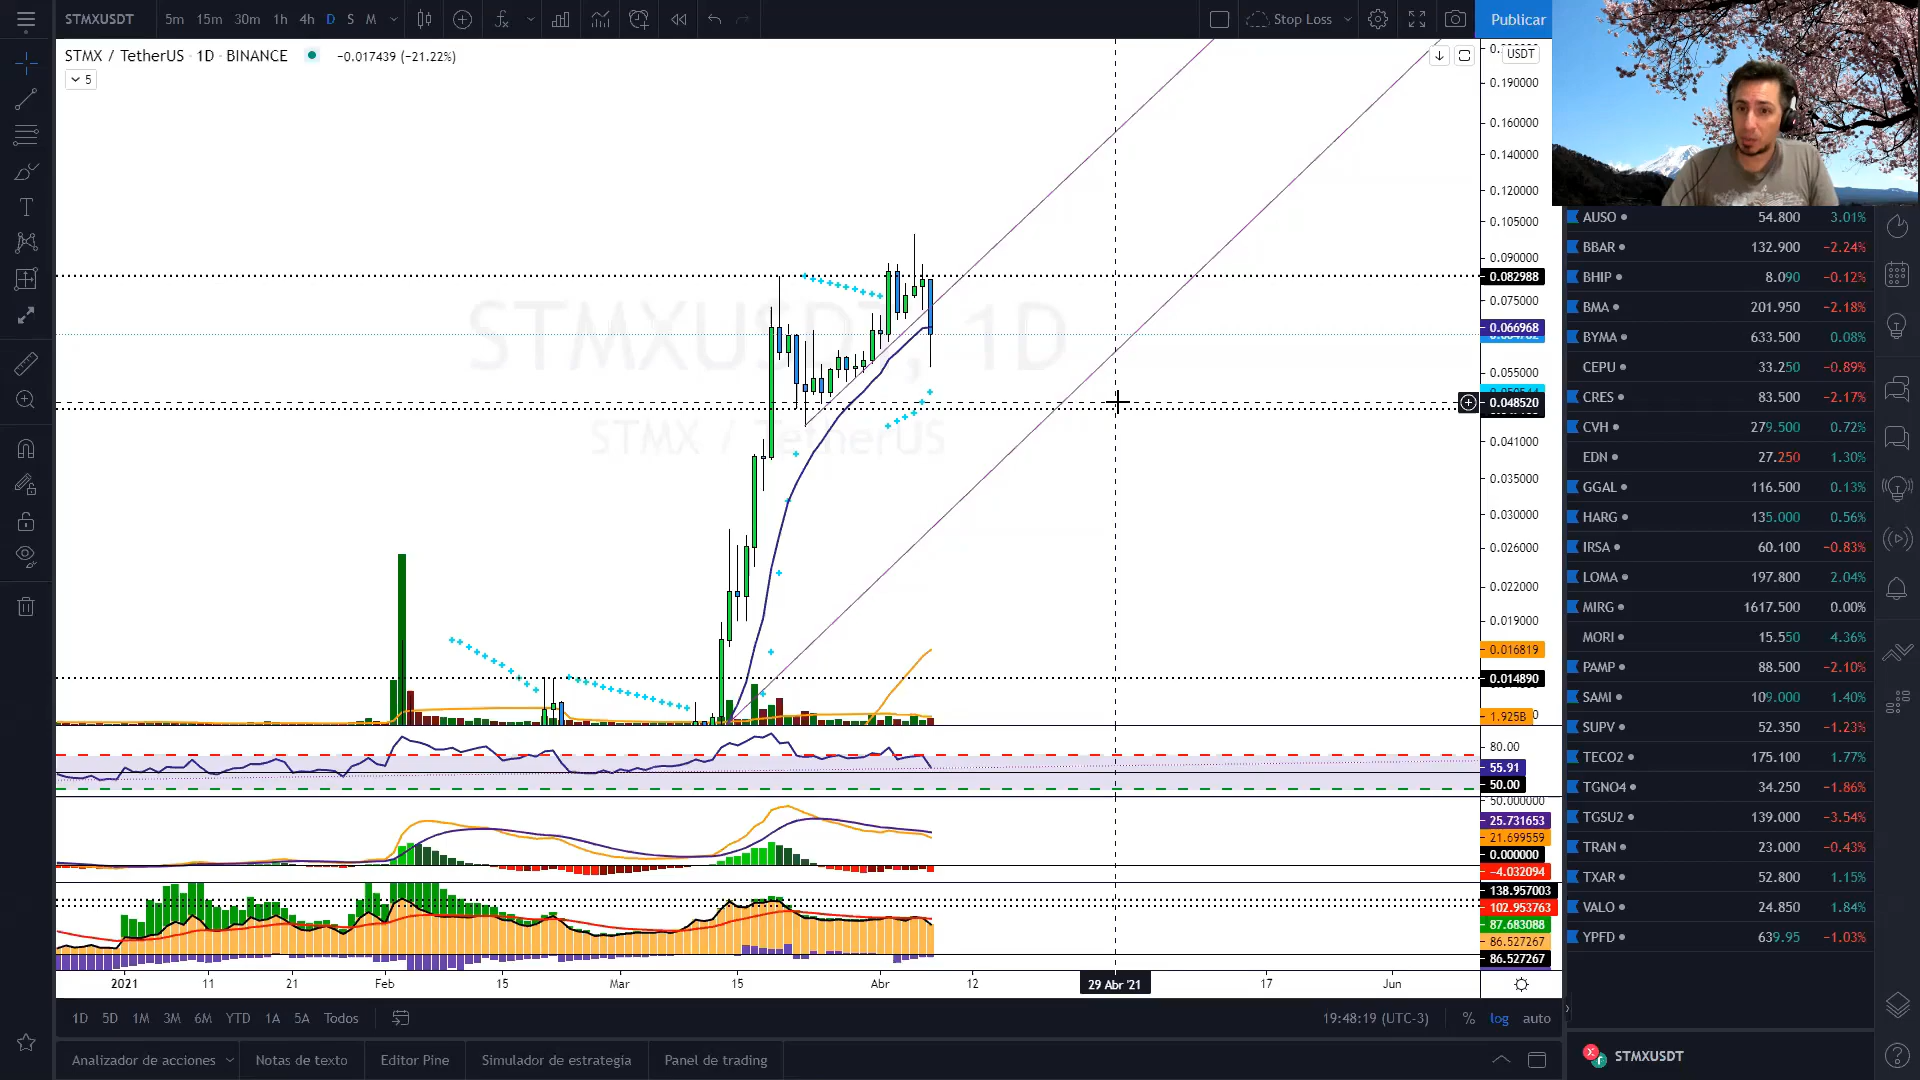 STMXUSDT 5m 15m 30m 1h 4h D S M Stop Loss Publicar
STMX / TetherUS · 1D · BINANCE −0.017439 (−21.22%)
5
USDT
0.190000
0.160000
0.140000
0.120000
0.105000
0.090000
0.082988
0.075000
0.066968
0.055000
0.048520
0.041000
0.035000
0.030000
0.026000
0.022000
0.019000
0.016819
0.014890
1.925B
STMXUSDT, 1D
STMX / TetherUS
80.00
55.91
50.00
50.000000
25.731653
21.699559
0.000000
−4.032094
138.957003
102.953763
87.683088
86.527267
86.527267
2021 11 21 Feb 15 Mar 15 Abr 12 29 Abr '21 17 Jun
1D 5D 1M 3M 6M YTD 1A 5A Todos 19:48:19 (UTC-3) % log auto
Analizador de acciones Notas de texto Editor Pine Simulador de estrategia Panel de trading
AUSO 54.800 3.01%
BBAR 132.900 −2.24%
BHIP 8.090 −0.12%
BMA 201.950 −2.18%
BYMA 633.500 0.08%
CEPU 33.250 −0.89%
CRES 83.500 −2.17%
CVH 279.500 0.72%
EDN 27.250 1.30%
GGAL 116.500 0.13%
HARG 135.000 0.56%
IRSA 60.100 −0.83%
LOMA 197.800 2.04%
MIRG 1617.500 0.00%
MORI 15.550 4.36%
PAMP 88.500 −2.10%
SAMI 109.000 1.40%
SUPV 52.350 −1.23%
TECO2 175.100 1.77%
TGNO4 34.250 −1.86%
TGSU2 139.000 −3.54%
TRAN 23.000 −0.43%
TXAR 52.800 1.15%
VALO 24.850 1.84%
YPFD 639.95 −1.03%
STMXUSDT